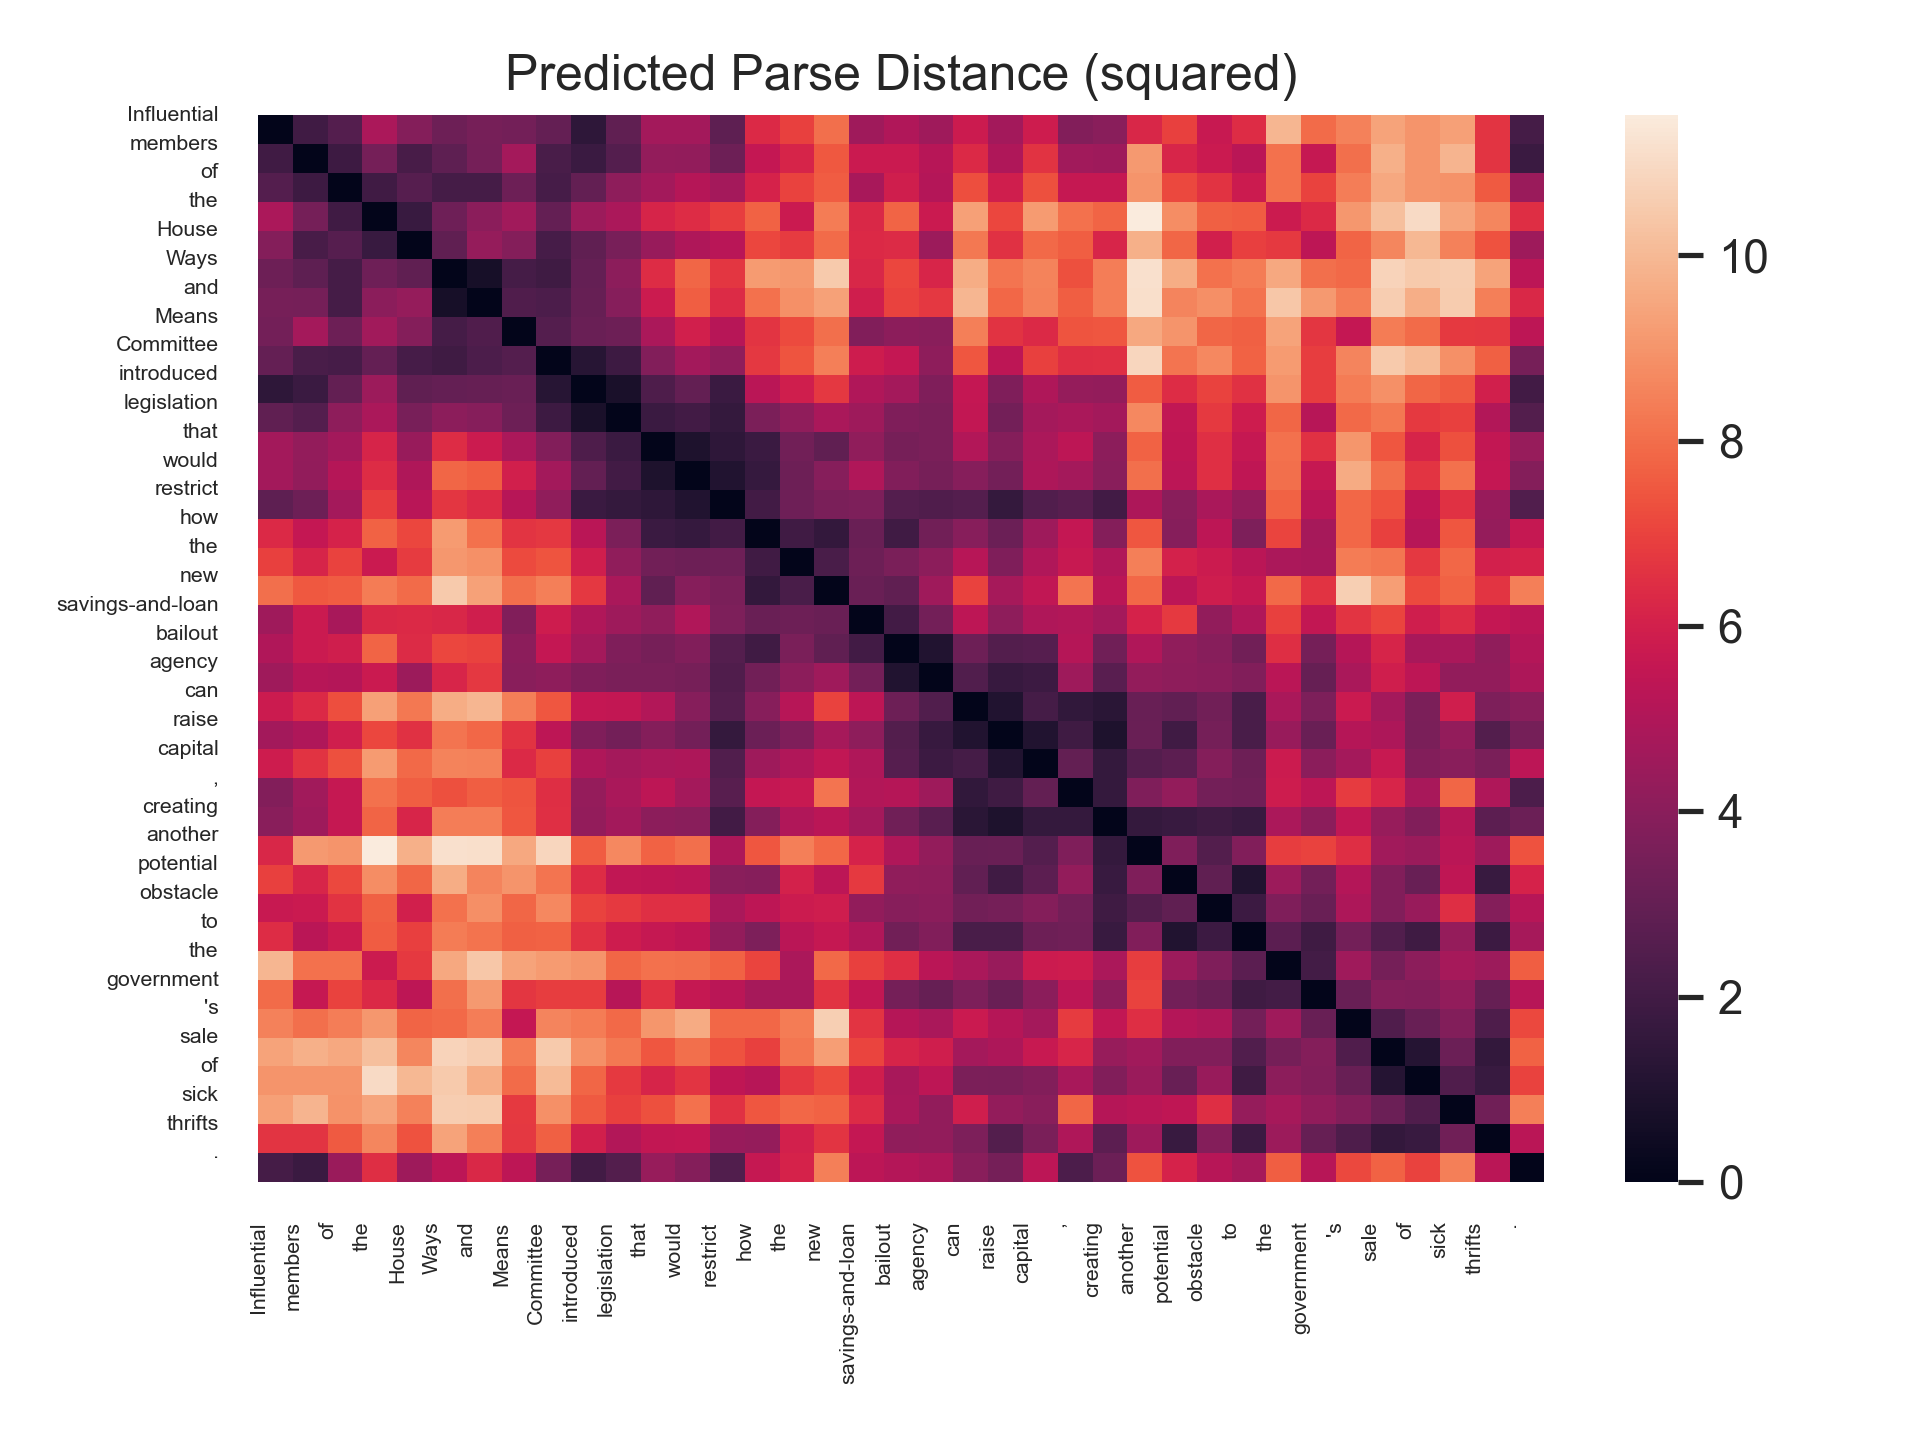 Predicted Parse Distance (squared)
Influential
members
of
the
House
Ways
and
Means
Committee
introduced
legislation
that
would
restrict
how
the
new
savings-and-loan
bailout
agency
can
raise
capital
,
creating
another
potential
obstacle
to
the
government
's
sale
of
sick
thrifts
.
10
8
6
4
2
0
Influential
members
of
the
House
Ways
and
Means
Committee
introduced
legislation
that
would
restrict
how
the
new
savings-and-loan
bailout
agency
can
raise
capital
,
creating
another
potential
obstacle
to
the
government
's
sale
of
sick
thrifts
.